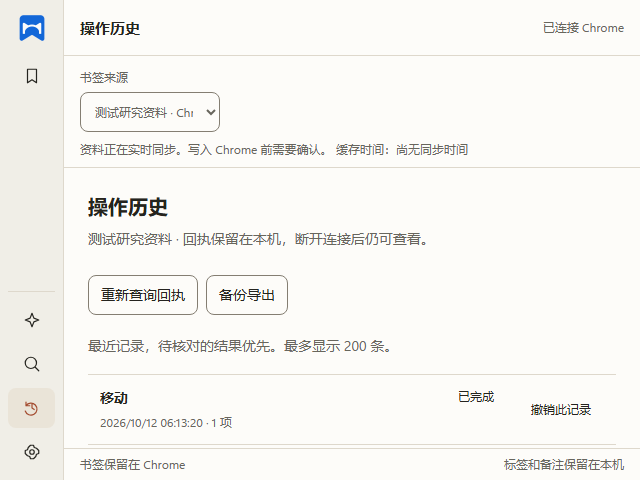 操作历史
已连接 Chrome
书签来源
测试研究资料 · Chr
资料正在实时同步。写入 Chrome 前需要确认。 缓存时间：尚无同步时间
操作历史
测试研究资料 · 回执保留在本机，断开连接后仍可查看。
重新查询回执
备份导出
最近记录，待核对的结果优先。最多显示 200 条。
移动
已完成
撤销此记录
2026/10/12 06:13:20 · 1 项
书签保留在 Chrome
标签和备注保留在本机